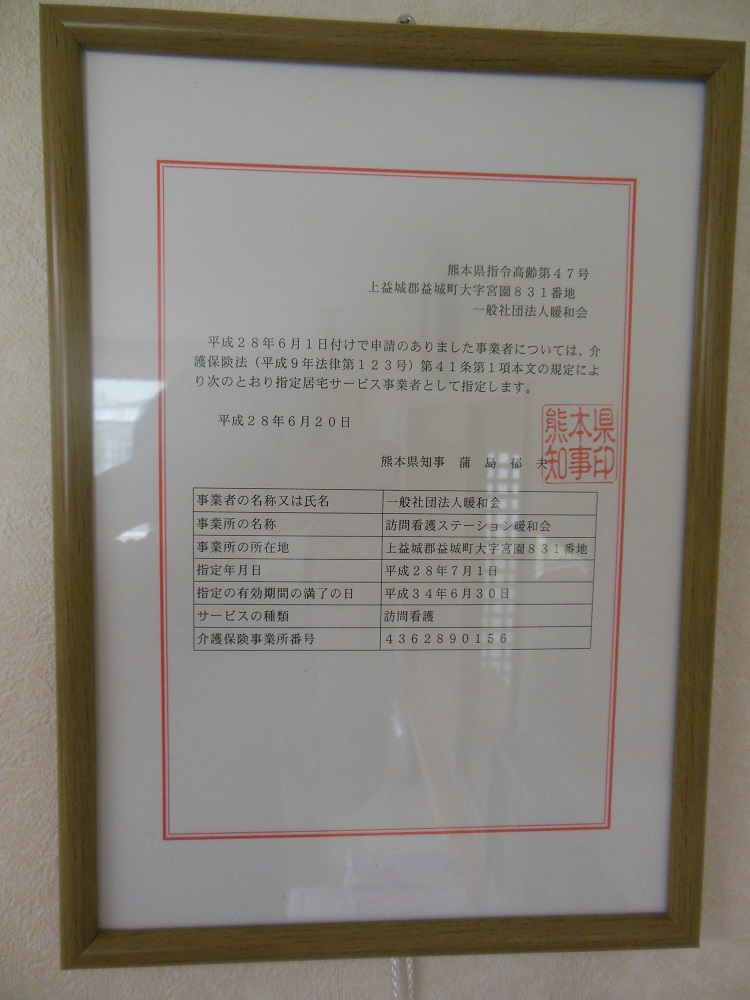 熊本県指令高齢第４７号
上益城郡益城町大字宮園８３１番地
一般社団法人暖和会
平成２８年６月１日付けで申請のありました事業者については、介
護保険法（平成９年法律第１２３号）第４１条第１項本文の規定によ
り次のとおり指定居宅サービス事業者として指定します。
平成２８年６月２０日
熊本県知事　蒲　島　郁　夫
熊本県
知事印
事業者の名称又は氏名 一般社団法人暖和会
事業所の名称 訪問看護ステーション暖和会
事業所の所在地 上益城郡益城町大字宮園８３１番地
指定年月日 平成２８年７月１日
指定の有効期間の満了の日 平成３４年６月３０日
サービスの種類 訪問看護
介護保険事業所番号 ４３６２８９０１５６